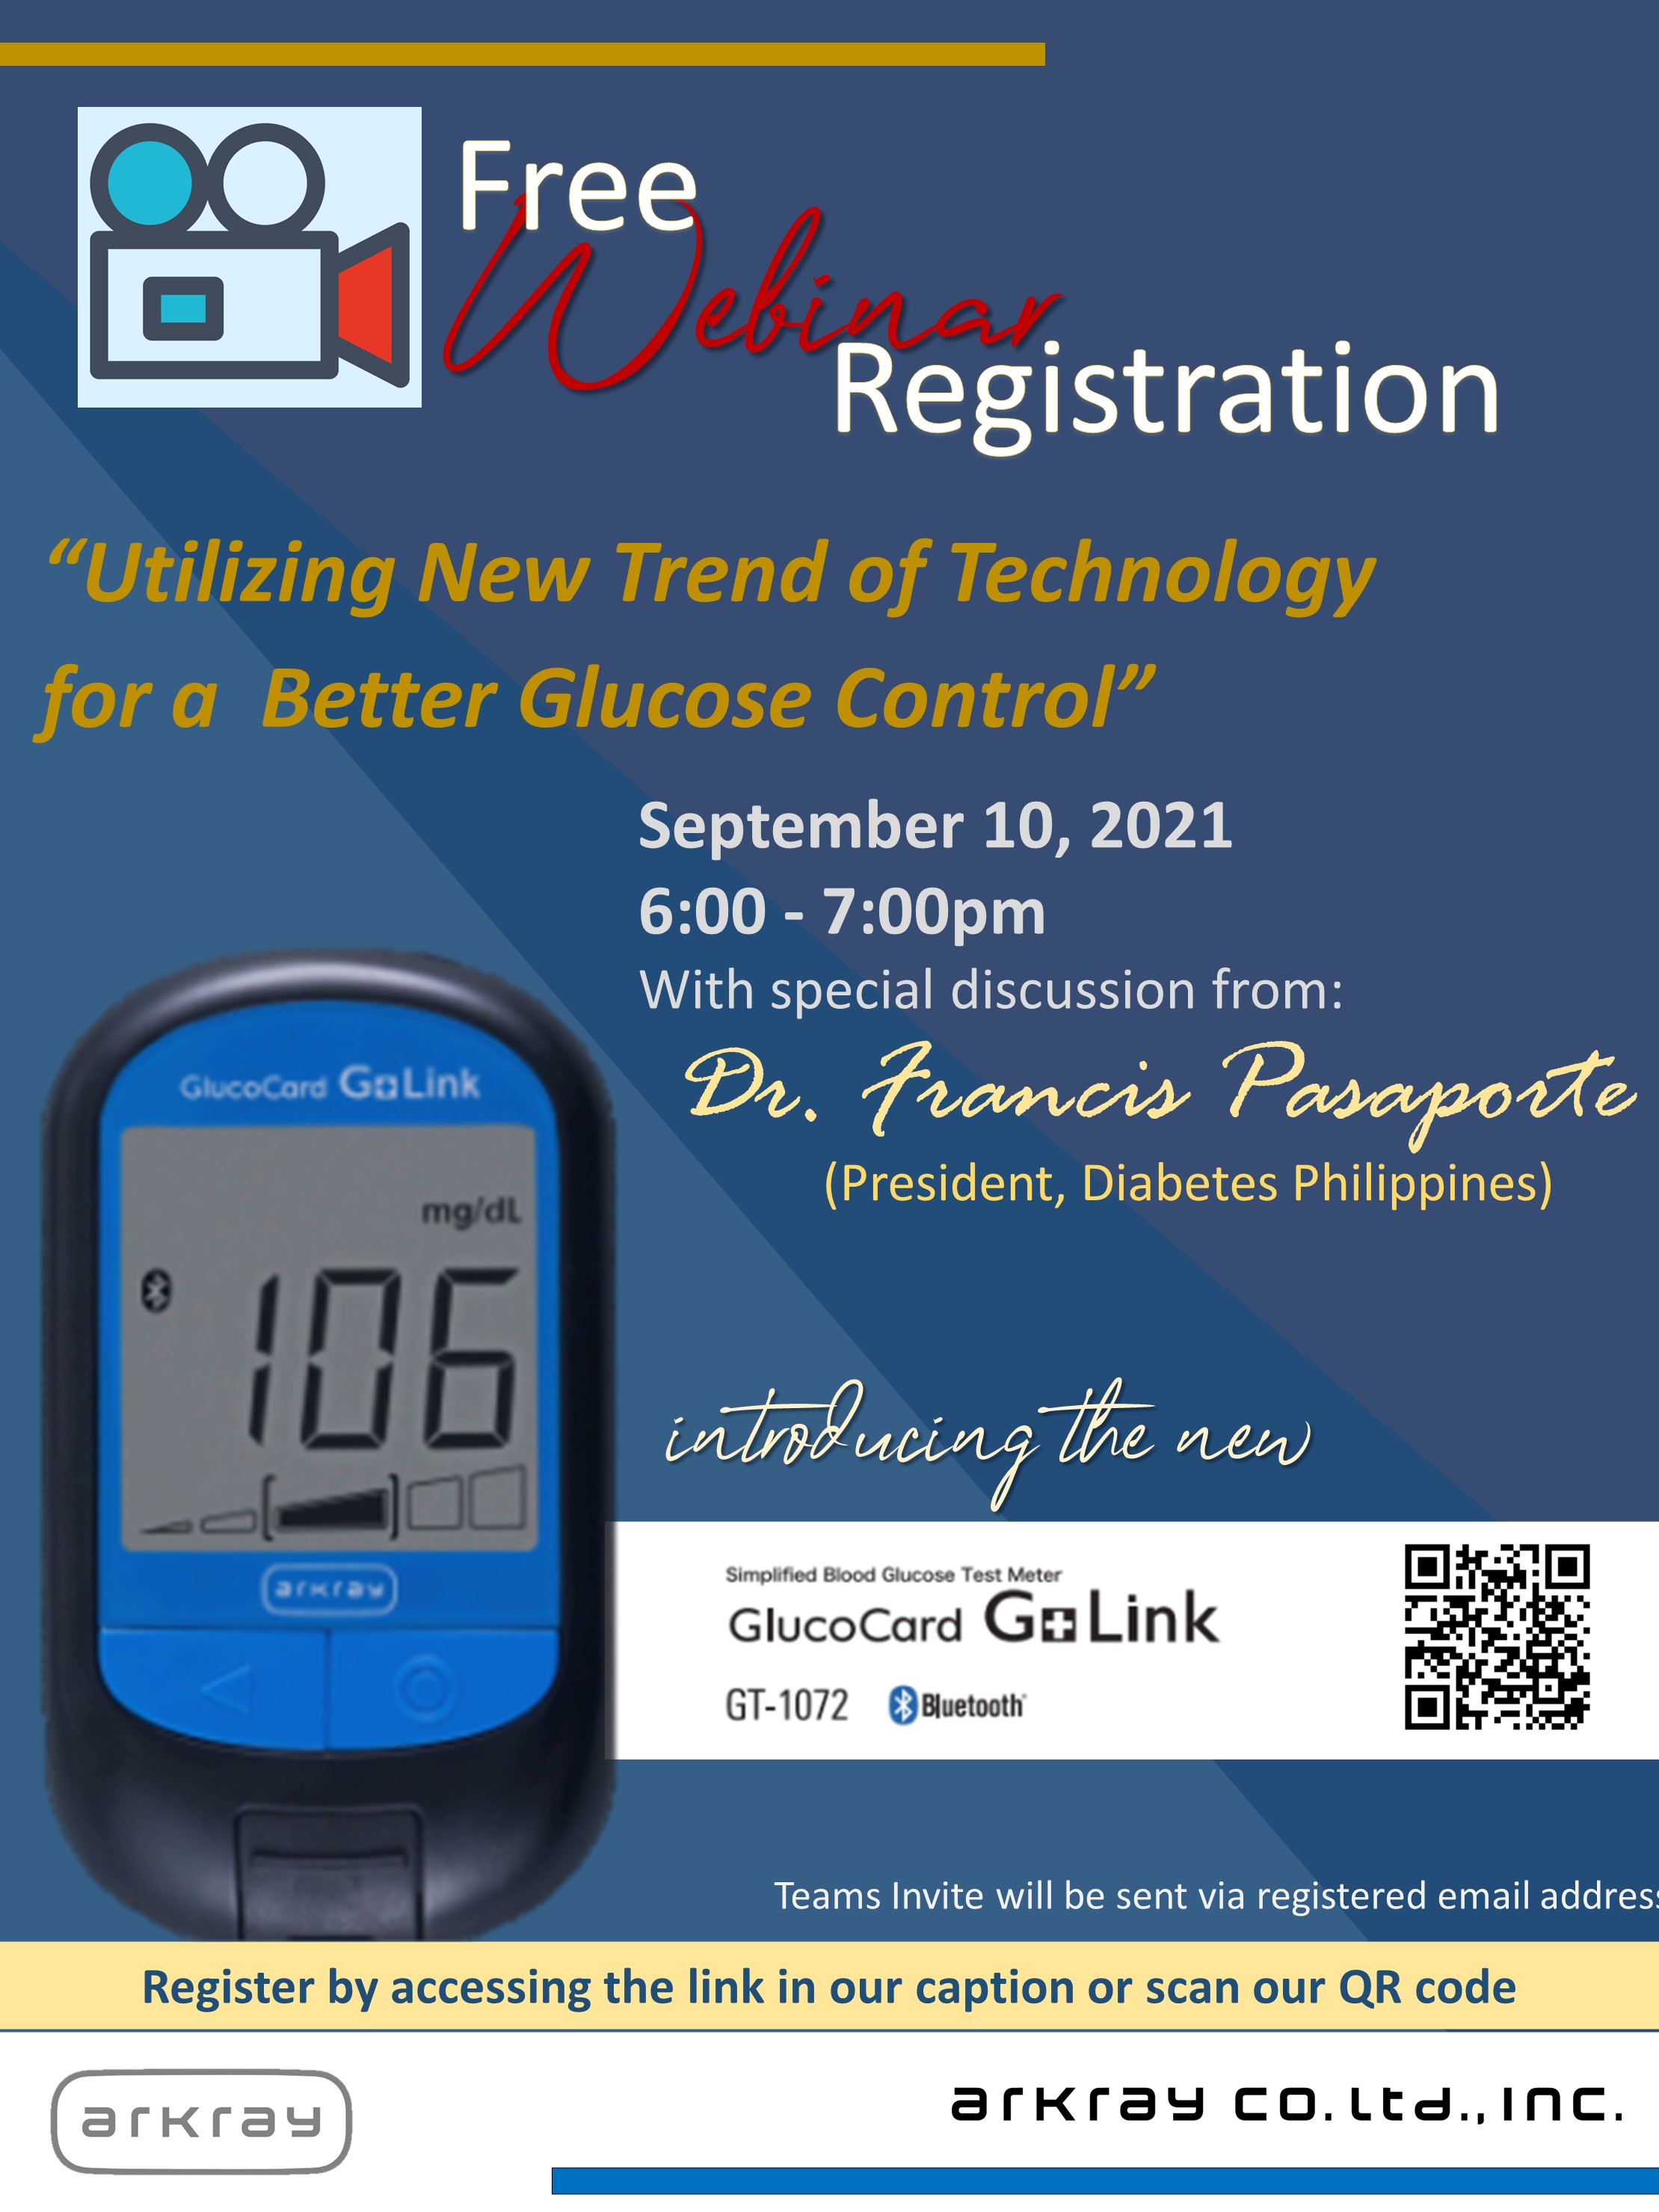 Free
Webinar
Registration
“Utilizing New Trend of Technology
for a Better Glucose Control”
September 10, 2021
6:00 - 7:00pm
With special discussion from:
Dr. Francis Pasaporte
(President, Diabetes Philippines)
GlucoCard G+Link
mg/dL
106
arkray
introducing the new
Simplified Blood Glucose Test Meter
GlucoCard G+Link
GT-1072 Bluetooth
Teams Invite will be sent via registered email address
Register by accessing the link in our caption or scan our QR code
arkray
arkray co.ltd.,inc.